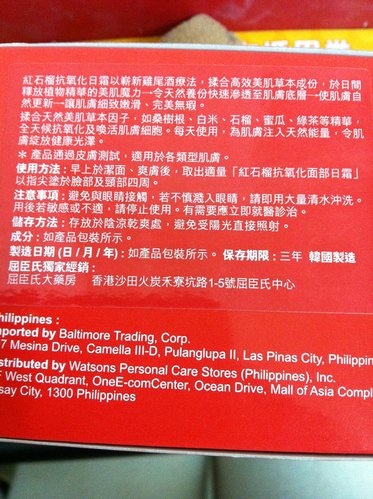 紅石榴抗氧化日霜以嶄新雞尾酒療法，揉合高效美肌草本成份，於日間
釋放植物精華的美肌魔力→令天然養份快速滲透至肌膚底層→使肌膚自
然更新→讓肌膚細致嫩滑、完美無瑕。
揉合天然美肌草本因子，如桑樹根、白米、石榴、蜜瓜、綠茶等精華，
全天候抗氧化及喚活肌膚細胞。每天使用，為肌膚注入天然能量，令肌
膚綻放健康光澤。
＊產品通過皮膚測試，適用於各類型肌膚。
使用方法：早上於潔面、爽膚後，取出適量「紅石榴抗氧化面部日霜」
以指尖塗於臉部及頸部四周。
注意事項：避免與眼睛接觸，若不慎濺入眼睛，請即用大量清水沖洗。
用後若敏感或不適，請停止使用。有需要應立即就醫診治。
儲存方法：存放於陰涼乾爽處，避免受陽光直接照射。
成分：如產品包裝所示。
製造日期（日/月/年）：如產品包裝所示。保存期限：三年 韓國製造
屈臣氏獨家經銷：
屈臣氏大藥房 香港沙田火炭禾寮坑路1-5號屈臣氏中心
Philippines :
mported by Baltimore Trading, Corp.
7 Mesina Drive, Camella III-D, Pulanglupa II, Las Pinas City, Philippin
stributed by Watsons Personal Care Stores (Philippines), Inc.
West Quadrant, OneE-comCenter, Ocean Drive, Mall of Asia Comple
say City, 1300 Philippines